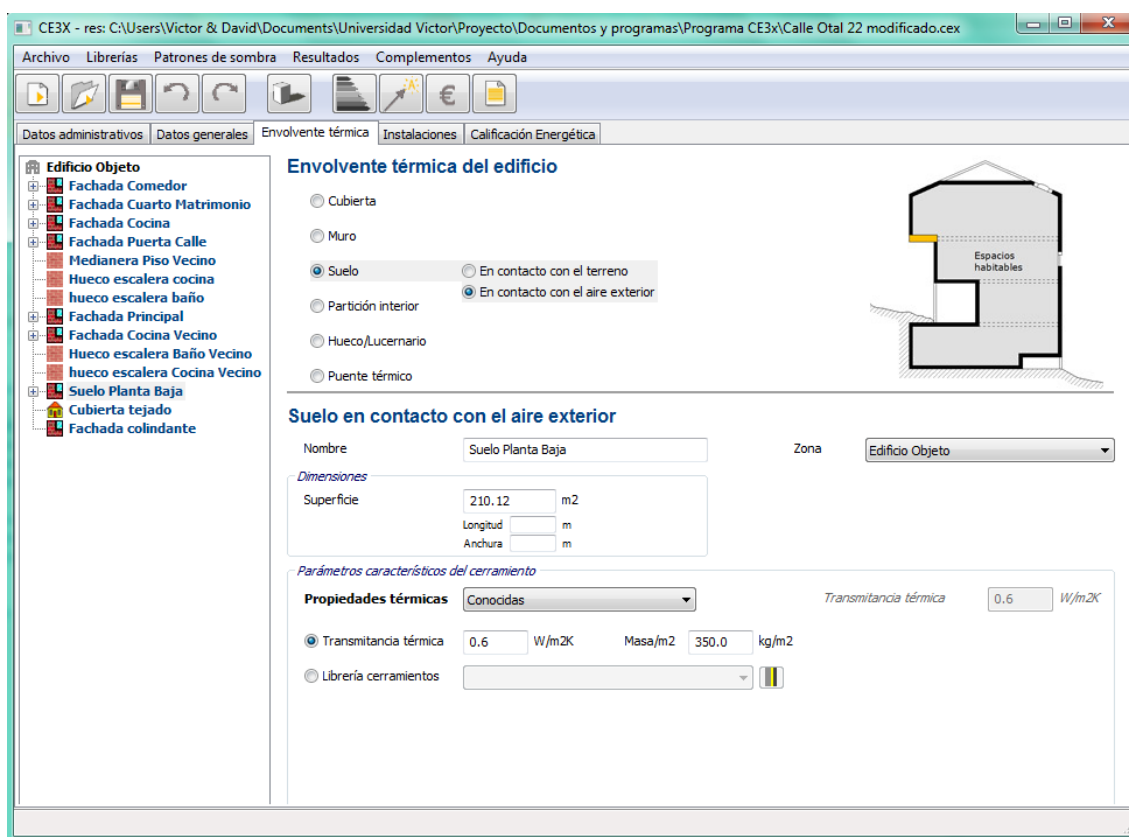 CE3X - res: C:\Users\Victor & David\Documents\Universidad Victor\Proyecto\Documentos y programas\Programa CE3x\Calle Otal 22 modificado.cex
Archivo Librerías Patrones de sombra Resultados Complementos Ayuda
Datos administrativos Datos generales Envolvente térmica Instalaciones Calificación Energética
Edificio Objeto
Fachada Comedor
Fachada Cuarto Matrimonio
Fachada Cocina
Fachada Puerta Calle
Medianera Piso Vecino
Hueco escalera cocina
hueco escalera baño
Fachada Principal
Fachada Cocina Vecino
Hueco escalera Baño Vecino
hueco escalera Cocina Vecino
Suelo Planta Baja
Cubierta tejado
Fachada colindante
Envolvente térmica del edificio
Cubierta
Muro
Suelo
En contacto con el terreno
En contacto con el aire exterior
Partición interior
Hueco/Lucernario
Puente térmico
Espacios
habitables
Suelo en contacto con el aire exterior
Nombre Suelo Planta Baja Zona Edificio Objeto
Dimensiones
Superficie 210.12 m2
Longitud m
Anchura m
Parámetros característicos del cerramiento
Propiedades térmicas Conocidas Transmitancia térmica 0.6 W/m2K
Transmitancia térmica 0.6 W/m2K Masa/m2 350.0 kg/m2
Librería cerramientos